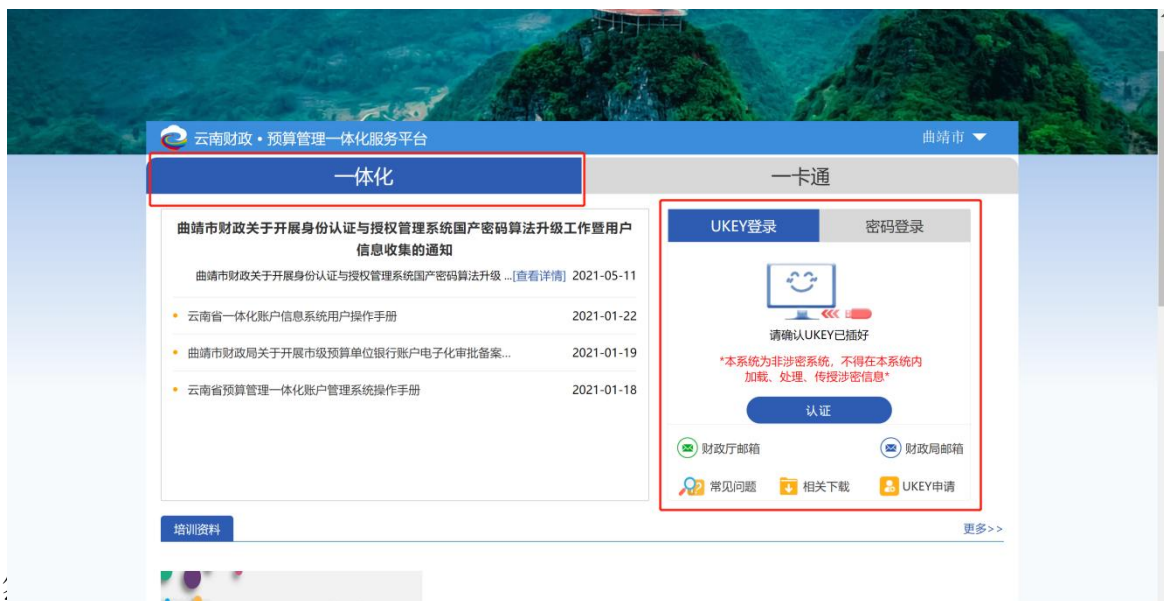 云南财政•预算管理一体化服务平台
曲靖市
一体化
一卡通
曲靖市财政关于开展身份认证与授权管理系统国产密码算法升级工作暨用户
信息收集的通知
曲靖市财政关于开展身份认证与授权管理系统国产密码算法升级 ...[查看详情] 2021-05-11
云南省一体化账户信息系统用户操作手册 2021-01-22
曲靖市财政局关于开展市级预算单位银行账户电子化审批备案... 2021-01-19
云南省预算管理一体化账户管理系统操作手册 2021-01-18
UKEY登录
密码登录
请确认UKEY已插好
*本系统为非涉密系统，不得在本系统内
加载、处理、传授涉密信息*
认证
财政厅邮箱
财政局邮箱
常见问题
相关下载
UKEY申请
培训资料
更多>>